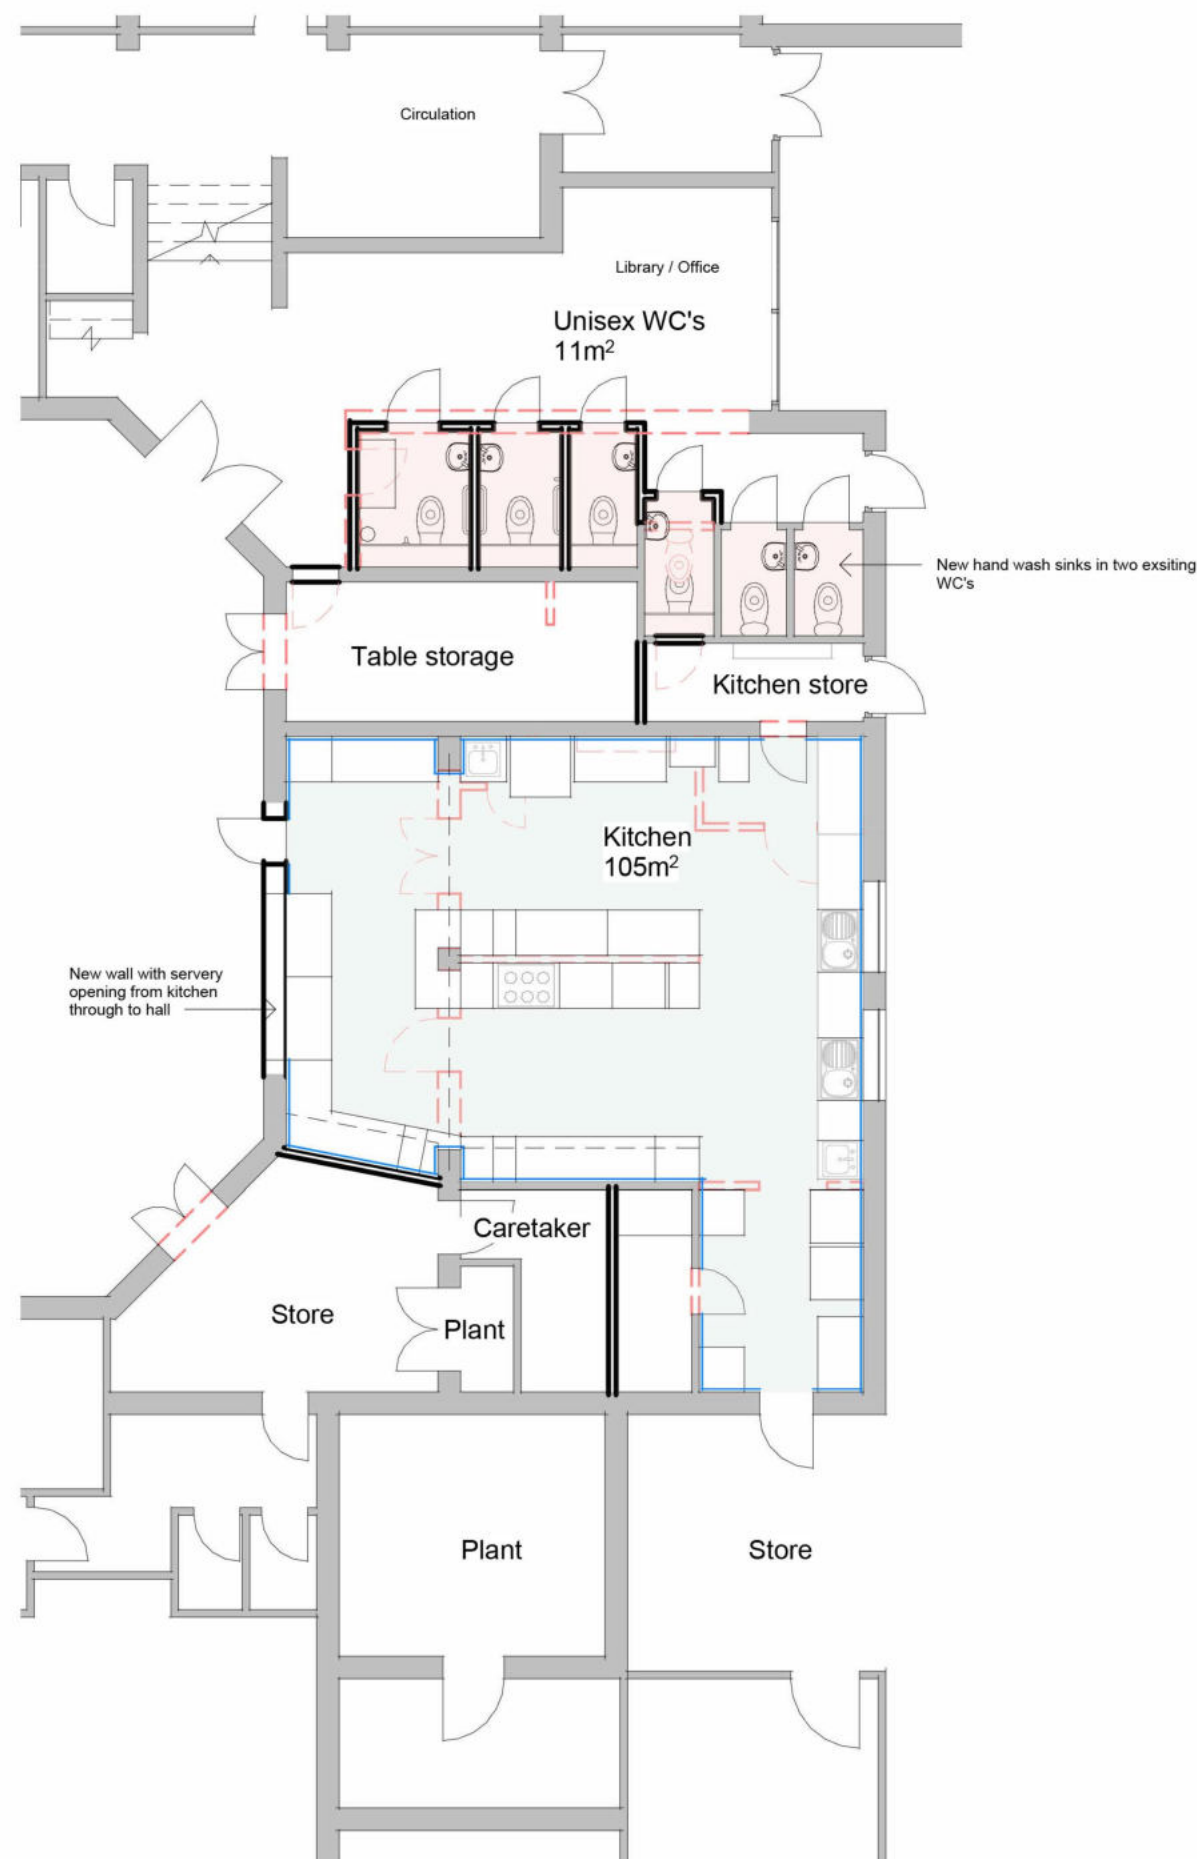 Circulation
Library / Office
Unisex WC's
11m²
New hand wash sinks in two exsiting
WC's
Table storage
Kitchen store
Kitchen
105m²
New wall with servery
opening from kitchen
through to hall
Caretaker
Store
Plant
Plant
Store